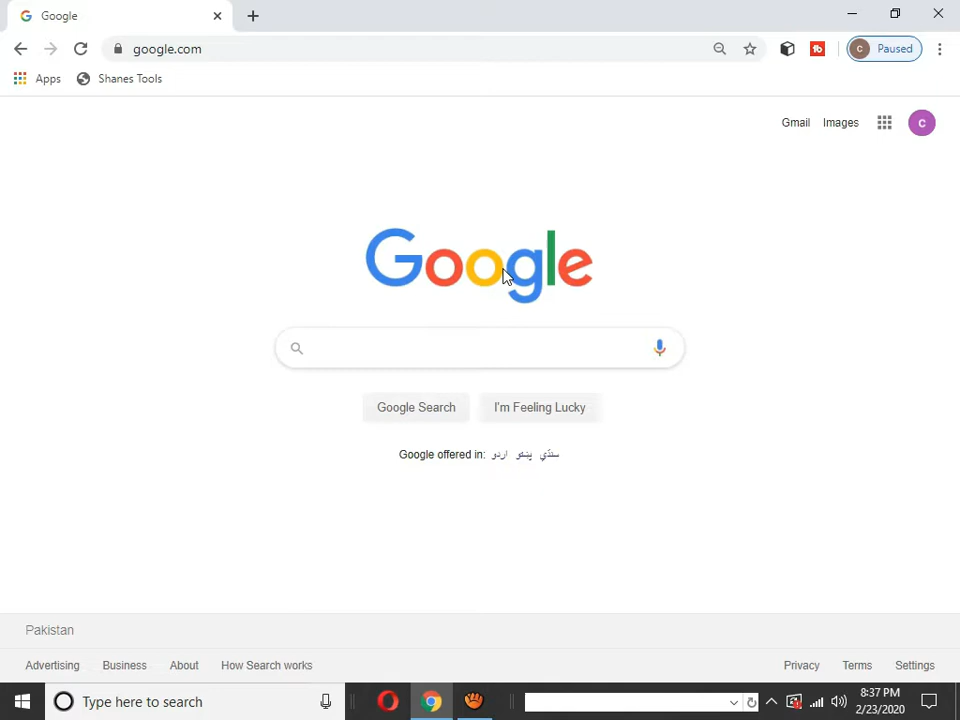 Google
google.com
Paused
Apps
Shanes Tools
Gmail
Images
C
Google
Google Search
I'm Feeling Lucky
Google offered in: اردو پښتو سنڌي
Pakistan
Advertising
Business
About
How Search works
Privacy
Terms
Settings
Type here to search
8:37 PM
2/23/2020